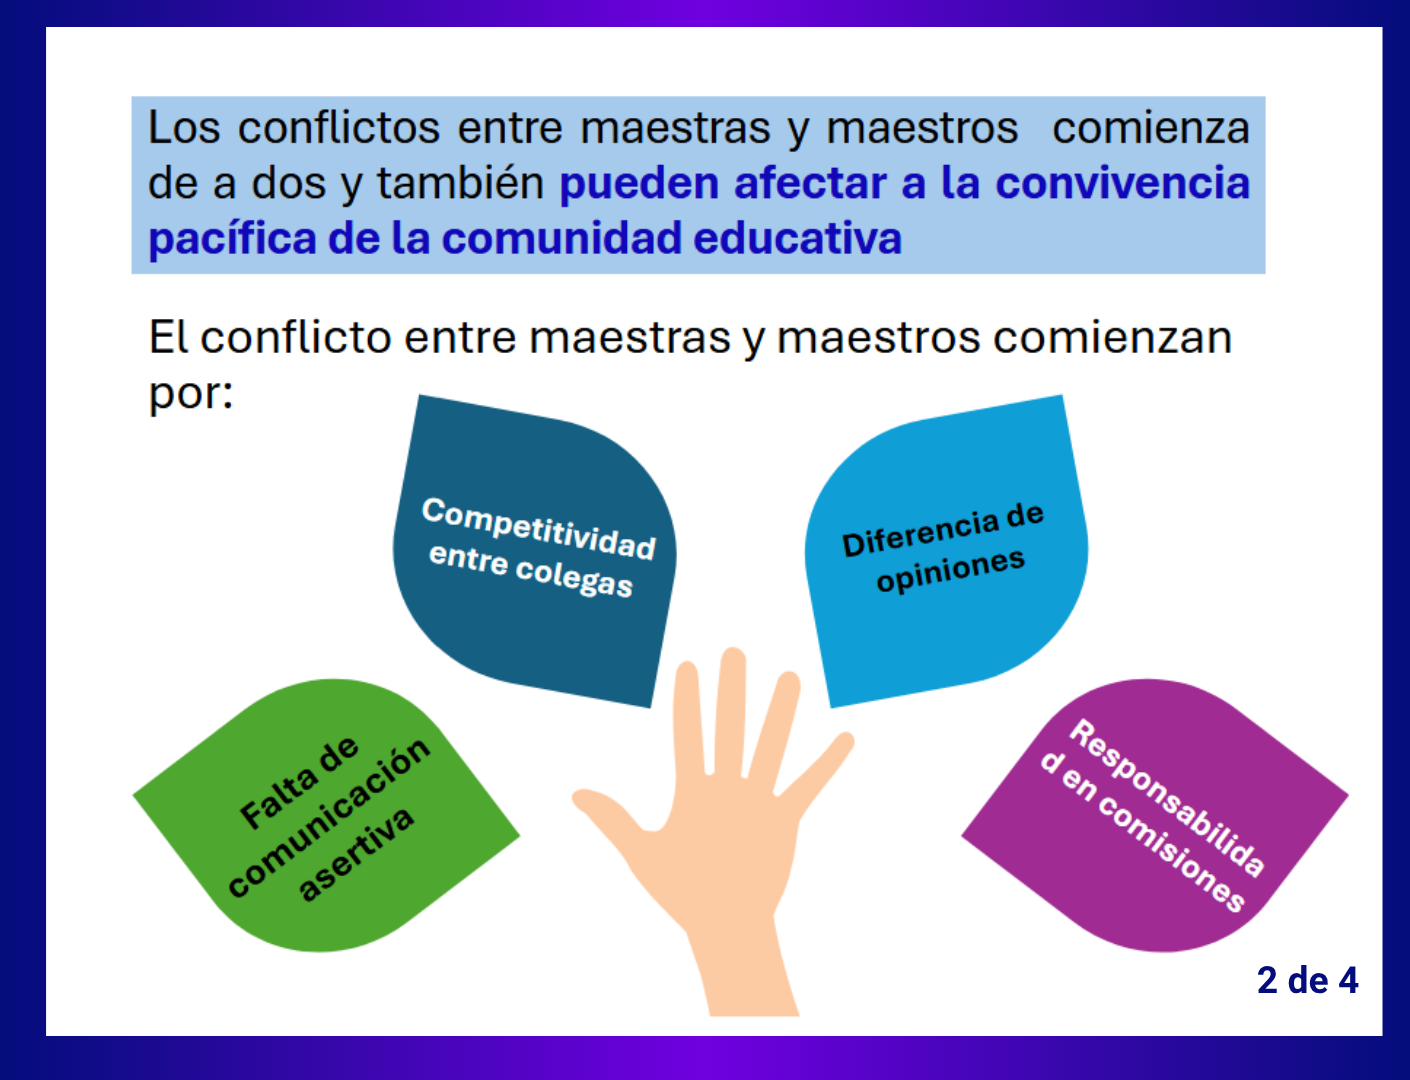 Los conflictos entre maestras y maestros comienza
de a dos y también pueden afectar a la convivencia
pacífica de la comunidad educativa
El conflicto entre maestras y maestros comienzan
por:
Competitividad
entre colegas
Diferencia de
opiniones
Falta de
comunicación
asertiva
Responsabilida
d en comisiones
2 de 4